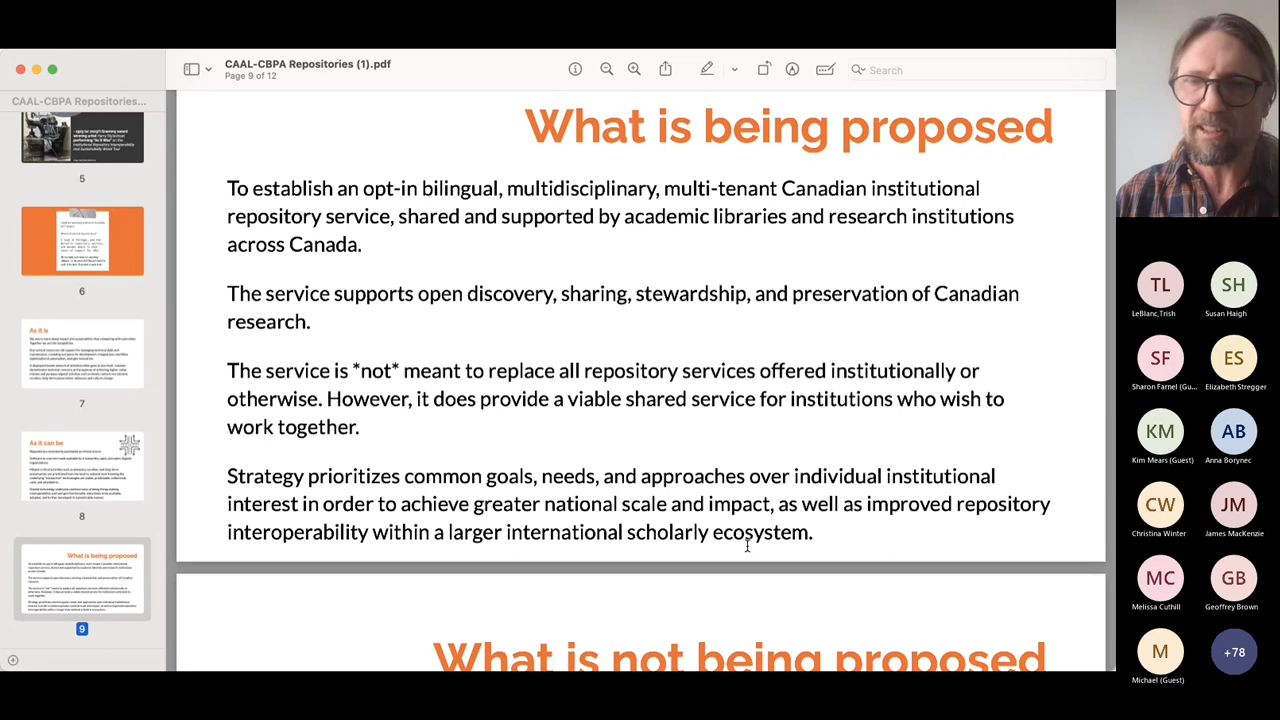 CAAL-CBPA Repositories (1).pdf
Page 9 of 12
Search
CAAL-CBPA Repositories...
5
6
As it is
7
As it can be
8
What is being proposed
9
What is being proposed
To establish an opt-in bilingual, multidisciplinary, multi-tenant Canadian institutional
repository service, shared and supported by academic libraries and research institutions
across Canada.
The service supports open discovery, sharing, stewardship, and preservation of Canadian
research.
The service is *not* meant to replace all repository services offered institutionally or
otherwise. However, it does provide a viable shared service for institutions who wish to
work together.
Strategy prioritizes common goals, needs, and approaches over individual institutional
interest in order to achieve greater national scale and impact, as well as improved repository
interoperability within a larger international scholarly ecosystem.
What is not being proposed
TL
SH
LeBlanc,Trish
Susan Haigh
SF
ES
Sharon Farnel (Gu...
Elizabeth Stregger
KM
AB
Kim Mears (Guest)
Anna Borynec
CW
JM
Christina Winter
James MacKenzie
MC
GB
Melissa Cuthill
Geoffrey Brown
M
+78
Michael (Guest)